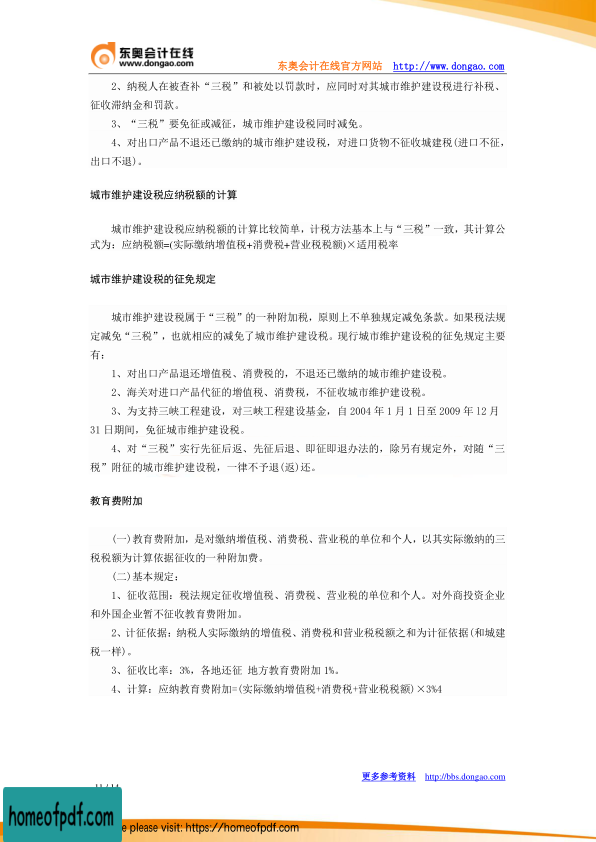 东奥会计在线
www.dongao.com
东奥会计在线官方网站 http://www.dongao.com
2、纳税人在被查补“三税”和被处以罚款时，应同时对其城市维护建设税进行补税、
征收滞纳金和罚款。
3、“三税”要免征或减征，城市维护建设税同时减免。
4、对出口产品不退还已缴纳的城市维护建设税，对进口货物不征收城建税(进口不征，
出口不退)。
城市维护建设税应纳税额的计算
城市维护建设税应纳税额的计算比较简单，计税方法基本上与“三税”一致，其计算公
式为：应纳税额=(实际缴纳增值税+消费税+营业税税额)×适用税率
城市维护建设税的征免规定
城市维护建设税属于“三税”的一种附加税，原则上不单独规定减免条款。如果税法规
定减免“三税”，也就相应的减免了城市维护建设税。现行城市维护建设税的征免规定主要
有：
1、对出口产品退还增值税、消费税的，不退还已缴纳的城市维护建设税。
2、海关对进口产品代征的增值税、消费税，不征收城市维护建设税。
3、为支持三峡工程建设，对三峡工程建设基金，自 2004 年 1 月 1 日至 2009 年 l2 月
31 日期间，免征城市维护建设税。
4、对“三税”实行先征后返、先征后退、即征即退办法的，除另有规定外，对随“三
税”附征的城市维护建设税，一律不予退(返)还。
教育费附加
(一)教育费附加，是对缴纳增值税、消费税、营业税的单位和个人，以其实际缴纳的三
税税额为计算依据征收的一种附加费。
(二)基本规定：
1、征收范围：税法规定征收增值税、消费税、营业税的单位和个人。对外商投资企业
和外国企业暂不征收教育费附加。
2、计征依据：纳税人实际缴纳的增值税、消费税和营业税税额之和为计征依据(和城建
税一样)。
3、征收比率：3%，各地还征 地方教育费附加 1%。
4、计算：应纳教育费附加=(实际缴纳增值税+消费税+营业税税额)×3%4
更多参考资料 http://bbs.dongao.com
homeofpdf.com
e please visit: https://homeofpdf.com